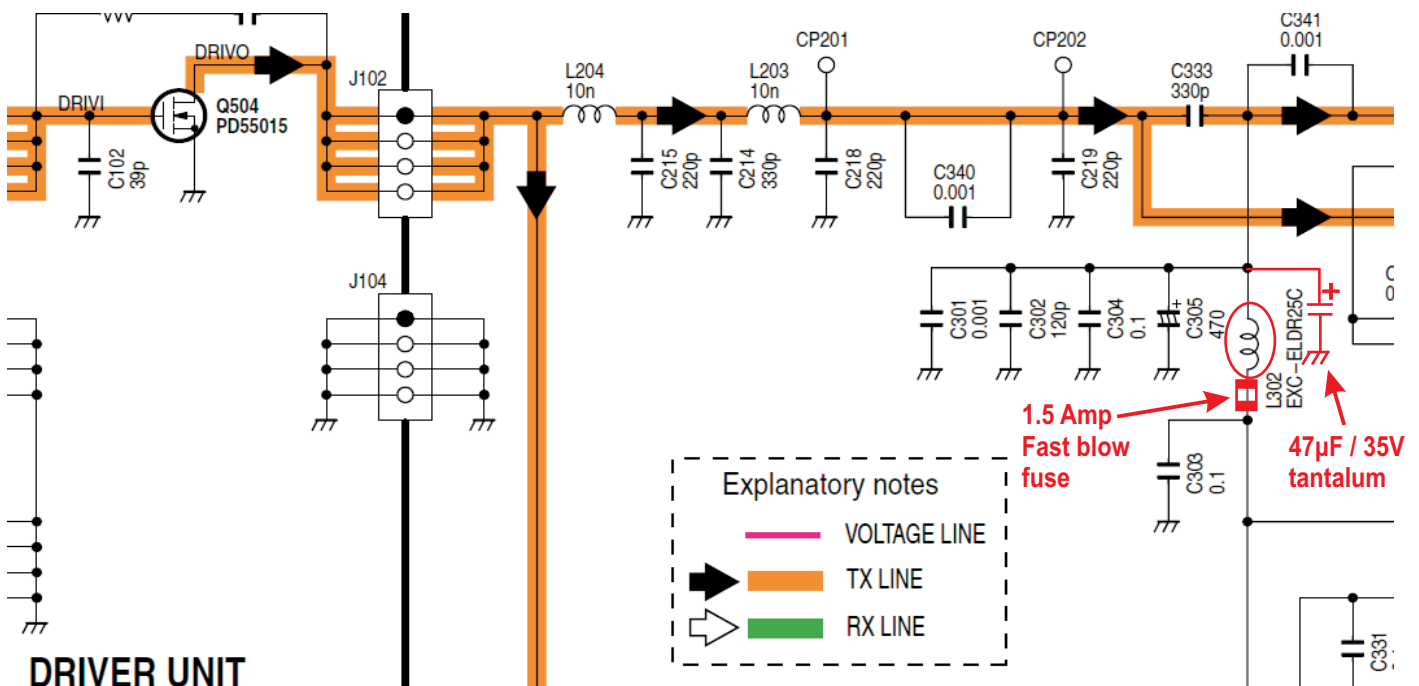 DRIVO
DRIVI
Q504
PD55015
C102
39p
J102
J104
L204
10n
L203
10n
CP201
CP202
C333
330p
C341
0.001
C215
220p
C214
330p
C218
220p
C340
0.001
C219
220p
C301
0.001
C302
120p
C304
0.1
+
C305
470
L302
EXC-ELDR25C
+
C303
0.1
1.5 Amp
Fast blow
fuse
47µF / 35V
tantalum
Explanatory notes
VOLTAGE LINE
TX LINE
RX LINE
C331
DRIVER UNIT